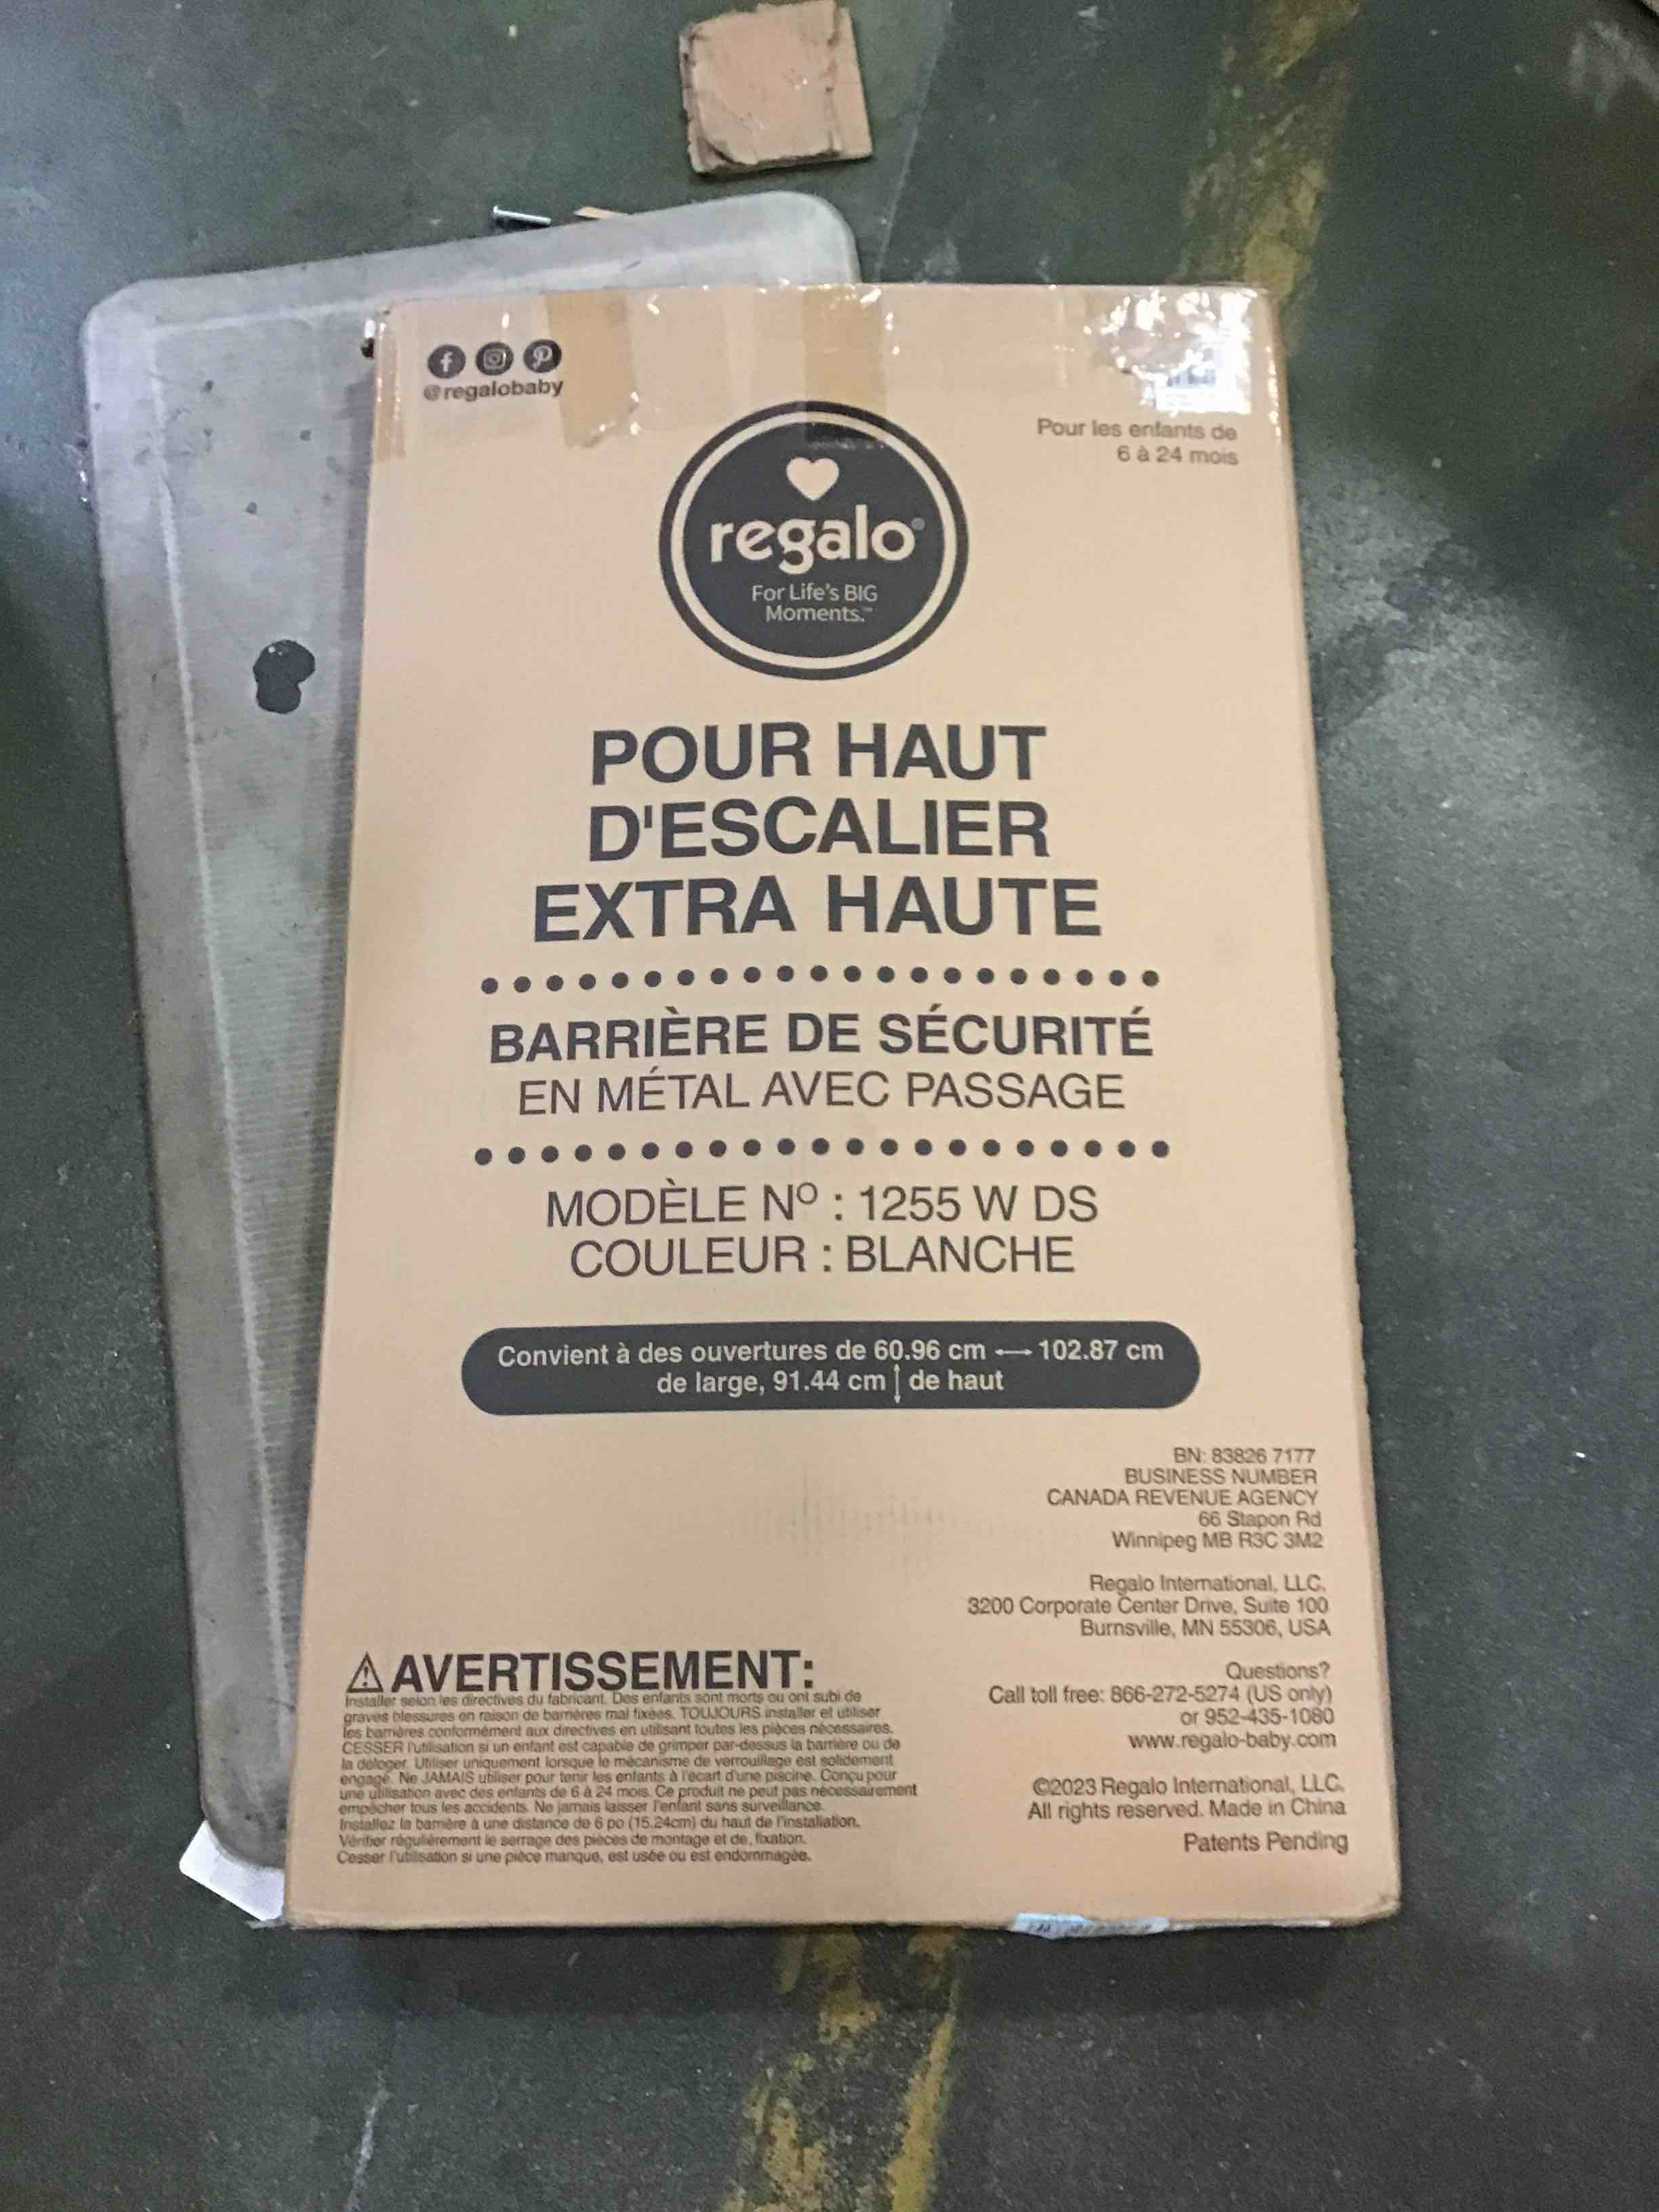 @regalobaby
Pour les enfants de
6 à 24 mois
regalo®
For Life's BIG
Moments.™
POUR HAUT
D'ESCALIER
EXTRA HAUTE
BARRIÈRE DE SÉCURITÉ
EN MÉTAL AVEC PASSAGE
MODÈLE Nº : 1255 W DS
COULEUR : BLANCHE
Convient à des ouvertures de 60.96 cm ↔ 102.87 cm
de large, 91.44 cm ↕ de haut
BN: 83826 7177
BUSINESS NUMBER
CANADA REVENUE AGENCY
66 Stapon Rd
Winnipeg MB R3C 3M2
Regalo International, LLC.
3200 Corporate Center Drive, Suite 100
Burnsville, MN 55306, USA
Questions?
Call toll free: 866-272-5274 (US only)
or 952-435-1080
www.regalo-baby.com
©2023 Regalo International, LLC.
All rights reserved. Made in China
Patents Pending
⚠ AVERTISSEMENT:
Installer selon les directives du fabricant. Des enfants sont morts ou ont subi de
graves blessures en raison de barrières mal fixées. TOUJOURS installer et utiliser
les barrières conformément aux directives en utilisant toutes les pièces nécessaires.
CESSER l'utilisation si un enfant est capable de grimper par-dessus la barrière ou de
la déloger. Utiliser uniquement lorsque le mécanisme de verrouillage est solidement
engagé. Ne JAMAIS utiliser pour tenir les enfants à l'écart d'une piscine. Conçu pour
une utilisation avec des enfants de 6 à 24 mois. Ce produit ne peut pas nécessairement
empêcher tous les accidents. Ne jamais laisser l'enfant sans surveillance.
Installez la barrière à une distance de 6 po (15.24cm) du haut de l'installation.
Vérifier régulièrement le serrage des pièces de montage et de, fixation.
Cesser l'utilisation si une pièce manque, est usée ou est endommagée.